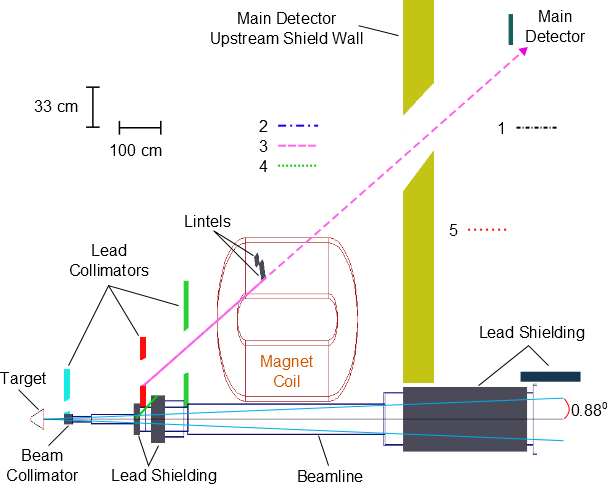 Main Detector
Upstream Shield Wall
Main
Detector
33 cm
100 cm
2
3
4
1
Lintels
5
Lead
Collimators
Lead Shielding
Magnet
Coil
Target
0.88⁰
Beam
Collimator
Lead Shielding
Beamline